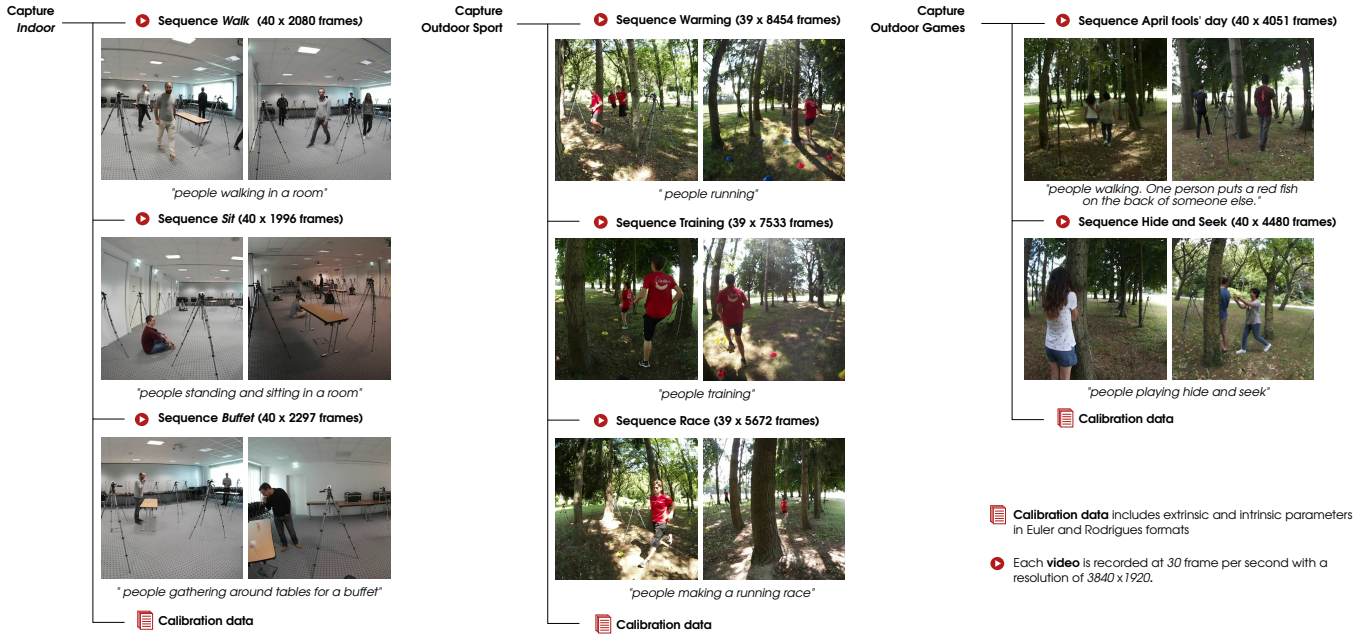 Capture
Indoor
Sequence Walk (40 x 2080 frames)
"people walking in a room"
Sequence Sit (40 x 1996 frames)
"people standing and sitting in a room"
Sequence Buffet (40 x 2297 frames)
" people gathering around tables for a buffet"
Calibration data
Capture
Outdoor Sport
Sequence Warming (39 x 8454 frames)
" people running"
Sequence Training (39 x 7533 frames)
"people training"
Sequence Race (39 x 5672 frames)
"people making a running race"
Calibration data
Capture
Outdoor Games
Sequence April fools' day (40 x 4051 frames)
"people walking. One person puts a red fish
on the back of someone else."
Sequence Hide and Seek (40 x 4480 frames)
"people playing hide and seek"
Calibration data
Calibration data includes extrinsic and intrinsic parameters
in Euler and Rodrigues formats
Each video is recorded at 30 frame per second with a
resolution of 3840 x1920.